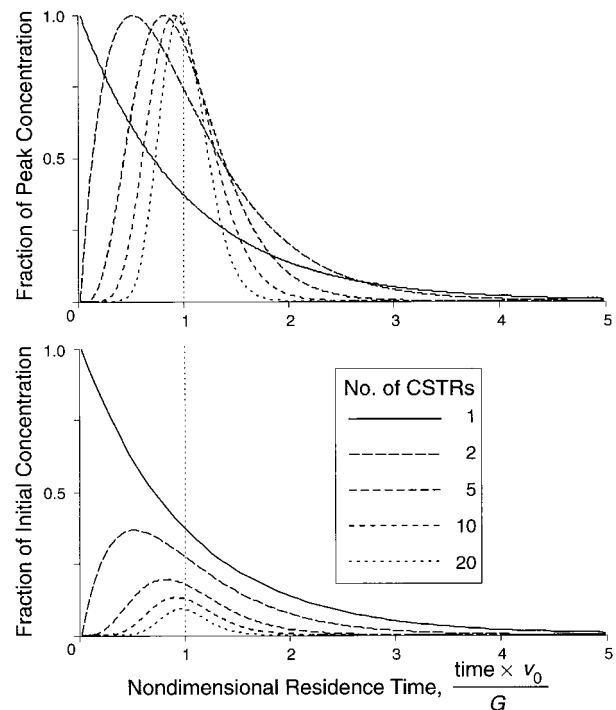 1.0
0.5
Fraction of Peak Concentration
0 1 2 3 4 5
1.0
0.5
Fraction of Initial Concentration
No. of CSTRs
1
2
5
10
20
0 1 2 3 4 5
Nondimensional Residence Time, time × v₀ / G